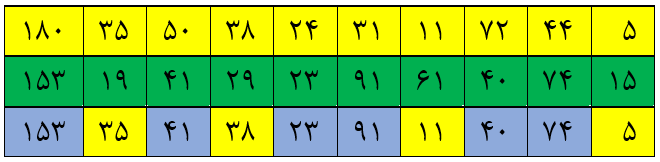 ۱۸۰ ۳۵ ۵۰ ۳۸ ۲۴ ۳۱ ۱۱ ۷۲ ۴۴ ۵
۱۵۳ ۱۹ ۴۱ ۲۹ ۲۳ ۹۱ ۶۱ ۴۰ ۷۴ ۱۵
۱۵۳ ۳۵ ۴۱ ۳۸ ۲۳ ۹۱ ۱۱ ۴۰ ۷۴ ۵